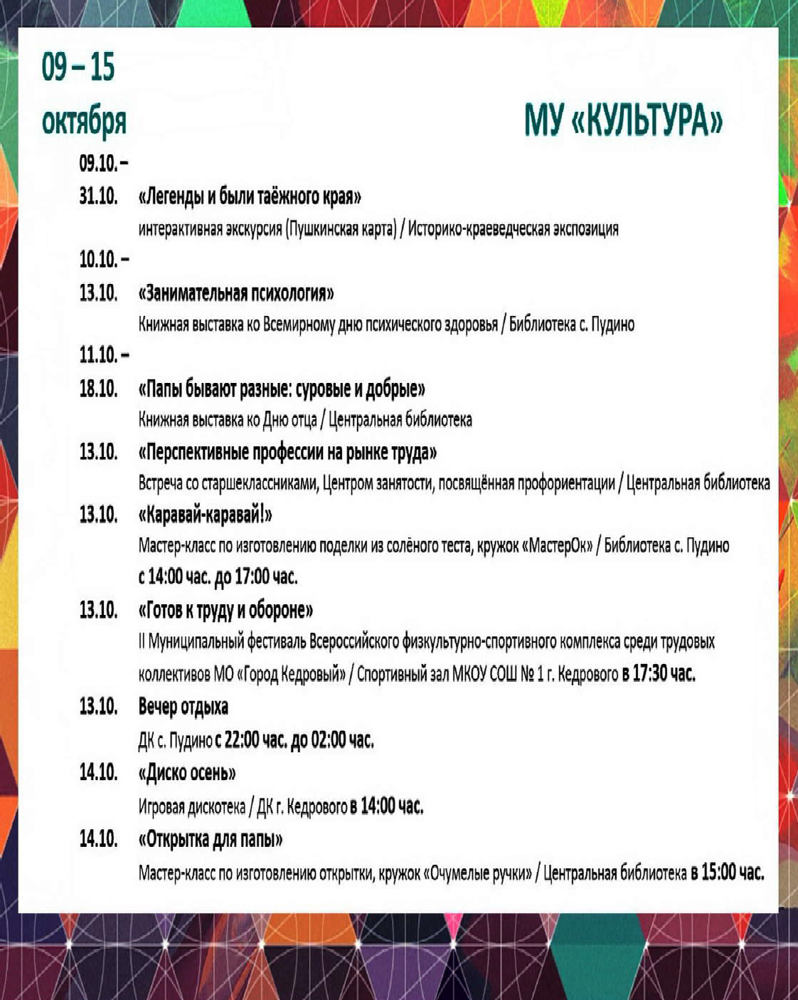 09 – 15
октября
МУ «КУЛЬТУРА»
09.10. –
31.10. «Легенды и были таёжного края»
интерактивная экскурсия (Пушкинская карта) / Историко-краеведческая экспозиция
10.10. –
13.10. «Занимательная психология»
Книжная выставка ко Всемирному дню психического здоровья / Библиотека с. Пудино
11.10. –
18.10. «Папы бывают разные: суровые и добрые»
Книжная выставка ко Дню отца / Центральная библиотека
13.10. «Перспективные профессии на рынке труда»
Встреча со старшеклассниками, Центром занятости, посвящённая профориентации / Центральная библиотека
13.10. «Каравай-каравай!»
Мастер-класс по изготовлению поделки из солёного теста, кружок «МастерОк» / Библиотека с. Пудино
с 14:00 час. до 17:00 час.
13.10. «Готов к труду и обороне»
II Муниципальный фестиваль Всероссийского физкультурно-спортивного комплекса среди трудовых
коллективов МО «Город Кедровый» / Спортивный зал МКОУ СОШ № 1 г. Кедрового в 17:30 час.
13.10. Вечер отдыха
ДК с. Пудино с 22:00 час. до 02:00 час.
14.10. «Диско осень»
Игровая дискотека / ДК г. Кедрового в 14:00 час.
14.10. «Открытка для папы»
Мастер-класс по изготовлению открытки, кружок «Очумелые ручки» / Центральная библиотека в 15:00 час.